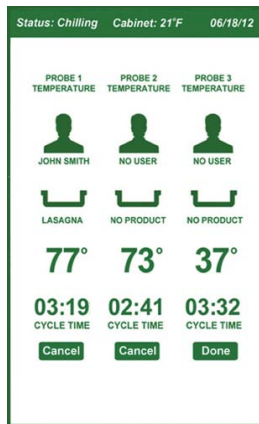 Status: Chilling Cabinet: 21°F 06/18/12
PROBE 1 PROBE 2 PROBE 3
TEMPERATURE TEMPERATURE TEMPERATURE
JOHN SMITH NO USER NO USER
LASAGNA NO PRODUCT NO PRODUCT
77° 73° 37°
03:19 02:41 03:32
CYCLE TIME CYCLE TIME CYCLE TIME
Cancel Cancel Done